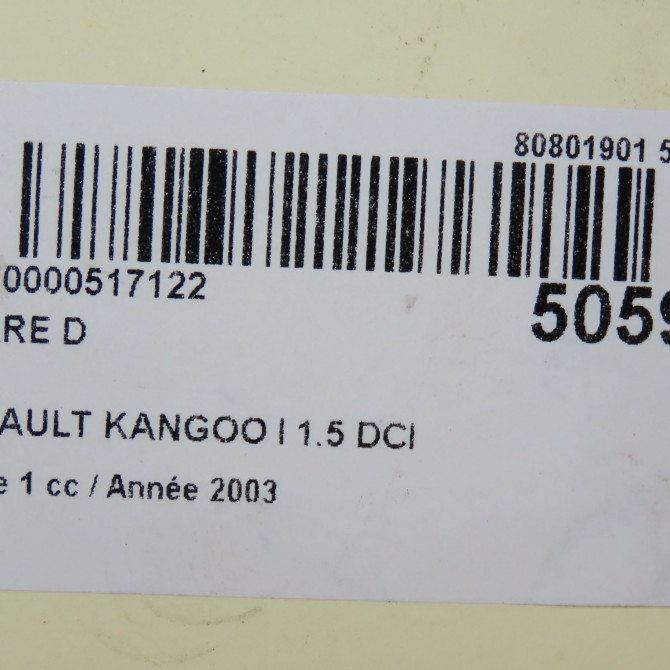 80801901 5
0000517122
5059
RE D
AULT KANGOO I 1.5 DCI
e 1 cc / Année 2003